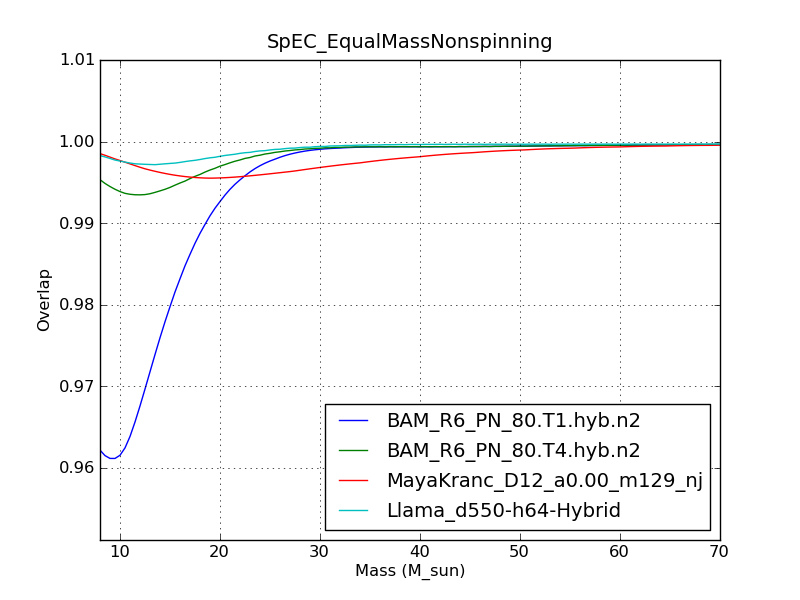 SpEC_EqualMassNonspinning
1.01
1.00
0.99
0.98
0.97
0.96
Overlap
BAM_R6_PN_80.T1.hyb.n2
BAM_R6_PN_80.T4.hyb.n2
MayaKranc_D12_a0.00_m129_nj
Llama_d550-h64-Hybrid
10 20 30 40 50 60 70
Mass (M_sun)